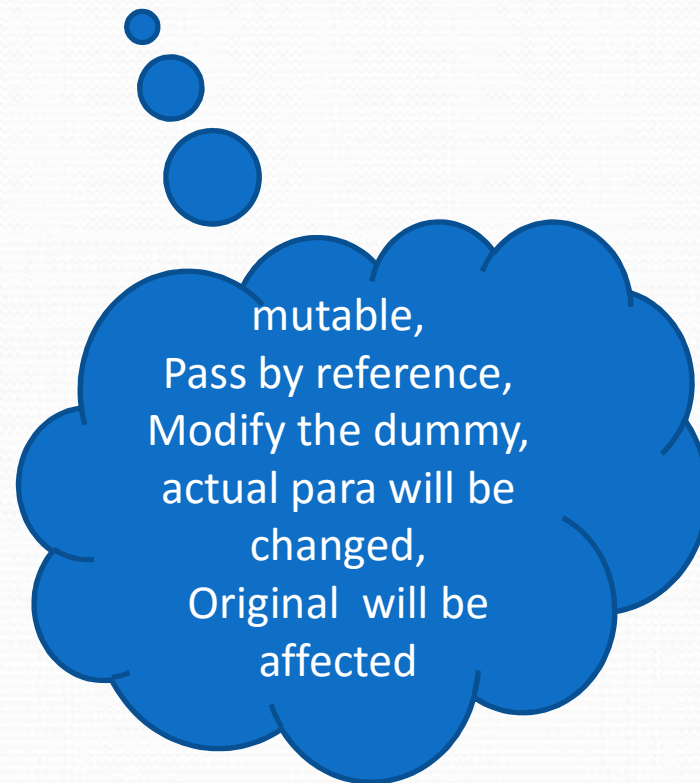 mutable,
Pass by reference,
Modify the dummy,
actual para will be
changed,
Original  will be
affected